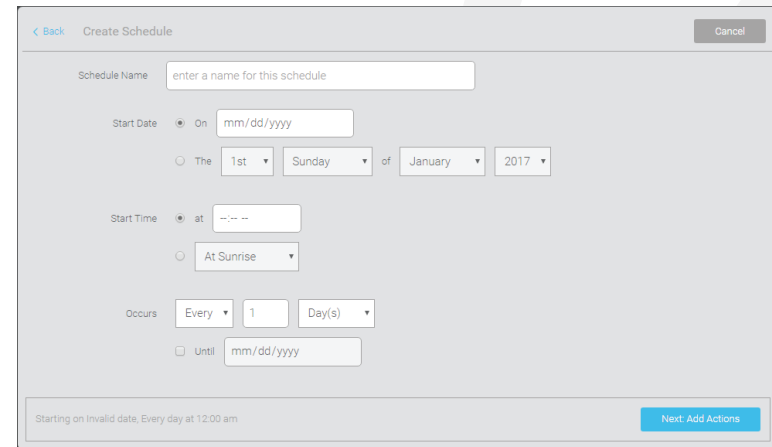 Back Create Schedule Cancel
Schedule Name enter a name for this schedule
Start Date On mm/dd/yyyy
The 1st Sunday of January 2017
Start Time at --:-- --
At Sunrise
Occurs Every 1 Day(s)
Until mm/dd/yyyy
Starting on Invalid date, Every day at 12:00 am Next: Add Actions